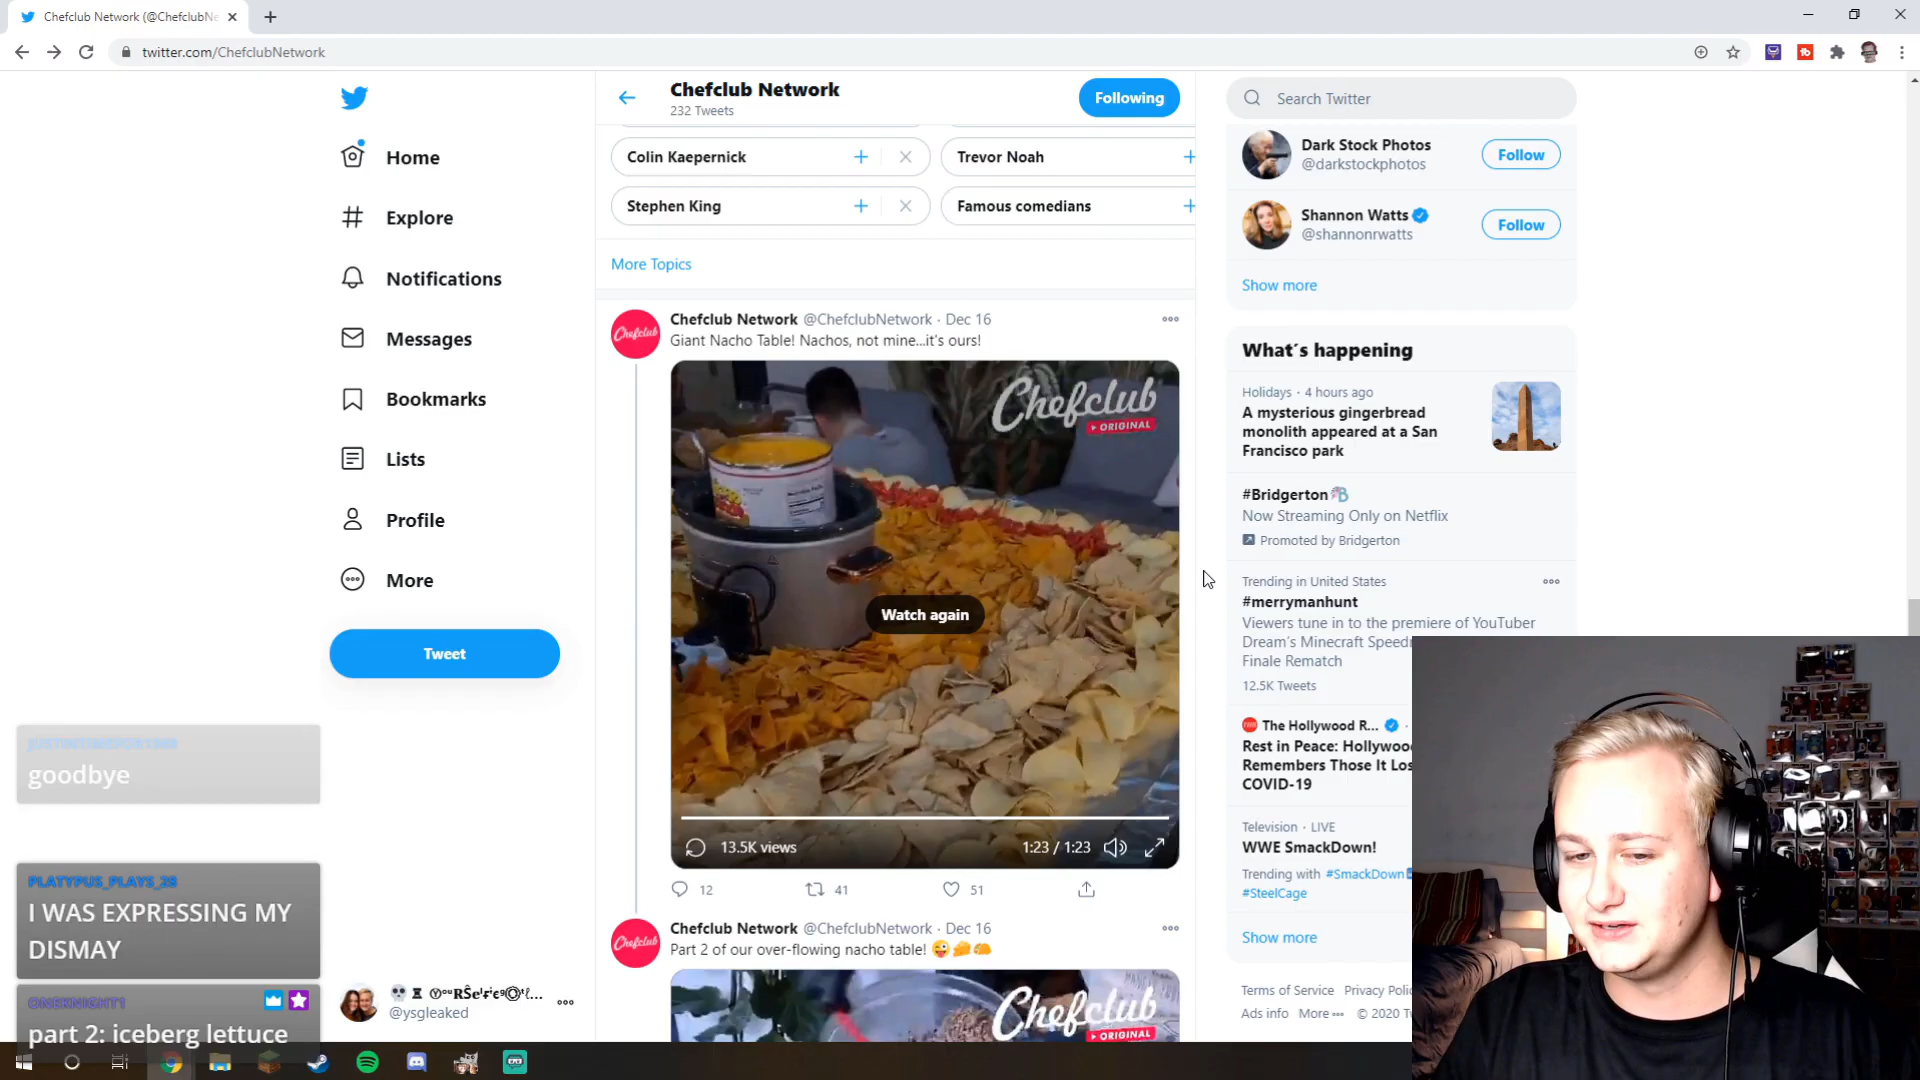 Chefclub Network (@ChefclubNe
twitter.com/ChefclubNetwork
Home
Explore
Notifications
Messages
Bookmarks
Lists
Profile
More
Tweet
goodbye
PLATYPUS_PLAYS_28
I WAS EXPRESSING MY
DISMAY
ONEKNIGHT1
part 2: iceberg lettuce
@ysgleaked
Chefclub Network
232 Tweets
Following
Colin Kaepernick
Trevor Noah
Stephen King
Famous comedians
More Topics
Chefclub Network @ChefclubNetwork · Dec 16
Giant Nacho Table! Nachos, not mine...it's ours!
Chefclub
Chefclub
ORIGINAL
Watch again
13.5K views
1:23 / 1:23
12
41
51
Chefclub Network @ChefclubNetwork · Dec 16
Part 2 of our over-flowing nacho table! 😜🧀🌮
Chefclub
Chefclub
ORIGINAL
Search Twitter
Dark Stock Photos
@darkstockphotos
Follow
Shannon Watts
@shannonrwatts
Follow
Show more
What's happening
Holidays · 4 hours ago
A mysterious gingerbread
monolith appeared at a San
Francisco park
#Bridgerton
Now Streaming Only on Netflix
Promoted by Bridgerton
Trending in United States
#merrymanhunt
Viewers tune in to the premiere of YouTuber
Dream's Minecraft Speedr
Finale Rematch
12.5K Tweets
The Hollywood R... ·
Rest in Peace: Hollywoo
Remembers Those It Los
COVID-19
Television · LIVE
WWE SmackDown!
Trending with #SmackDown
#SteelCage
Show more
Terms of Service Privacy Polic
Ads info More © 2020 Tw